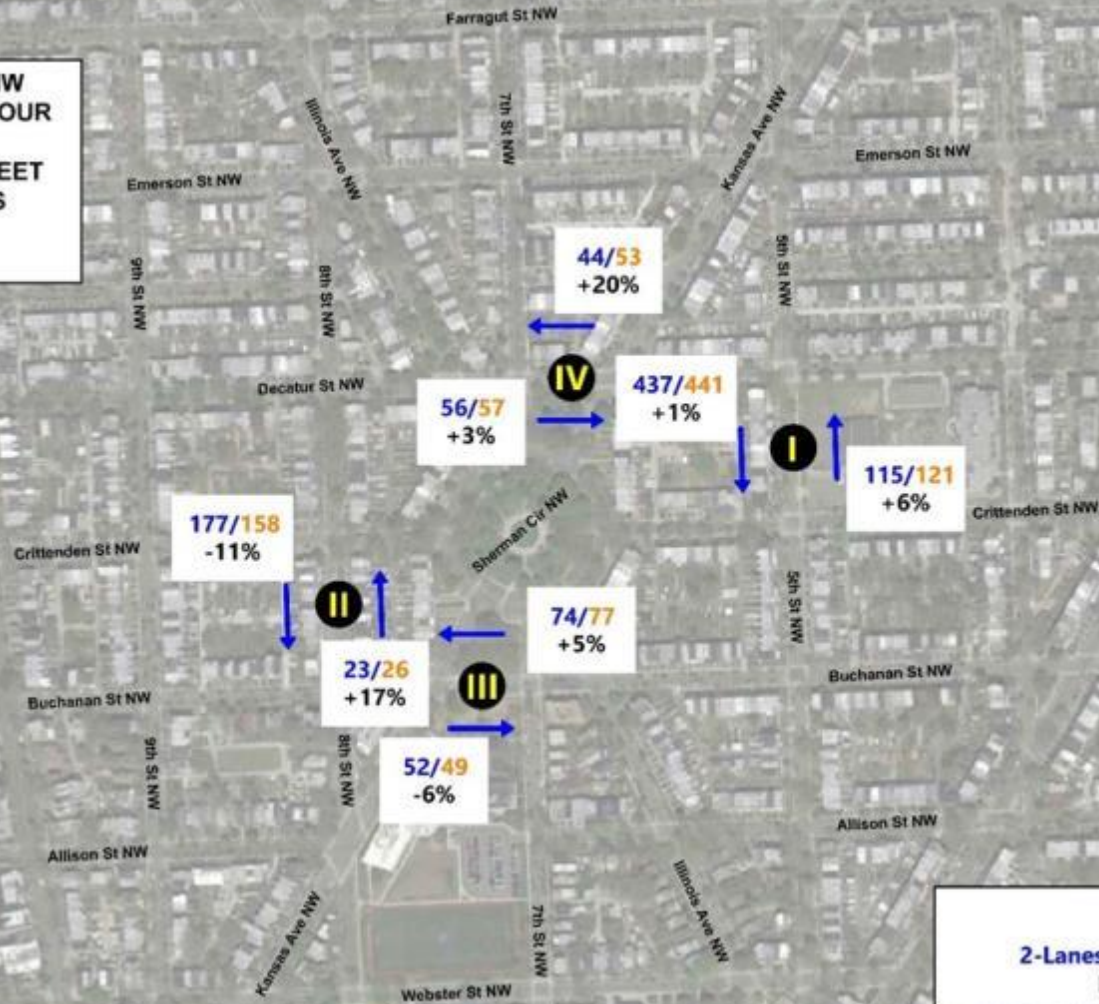 Farragut St NW
OUR
EET
Illinois Ave NW
7th St NW
Kansas Ave NW
Emerson St NW
Emerson St NW
44/53
+20%
9th St NW
8th St NW
5th St NW
IV
437/441
+1%
Decatur St NW
56/57
+3%
I
115/121
+6%
177/158
-11%
Crittenden St NW
Crittenden St NW
Sherman Cir NW
II
5th St NW
74/77
+5%
23/26
+17%
III
Buchanan St NW
Buchanan St NW
9th St NW
8th St NW
52/49
-6%
Allison St NW
Allison St NW
Illinois Ave NW
Kansas Ave NW
7th St NW
2-Lanes
Webster St NW